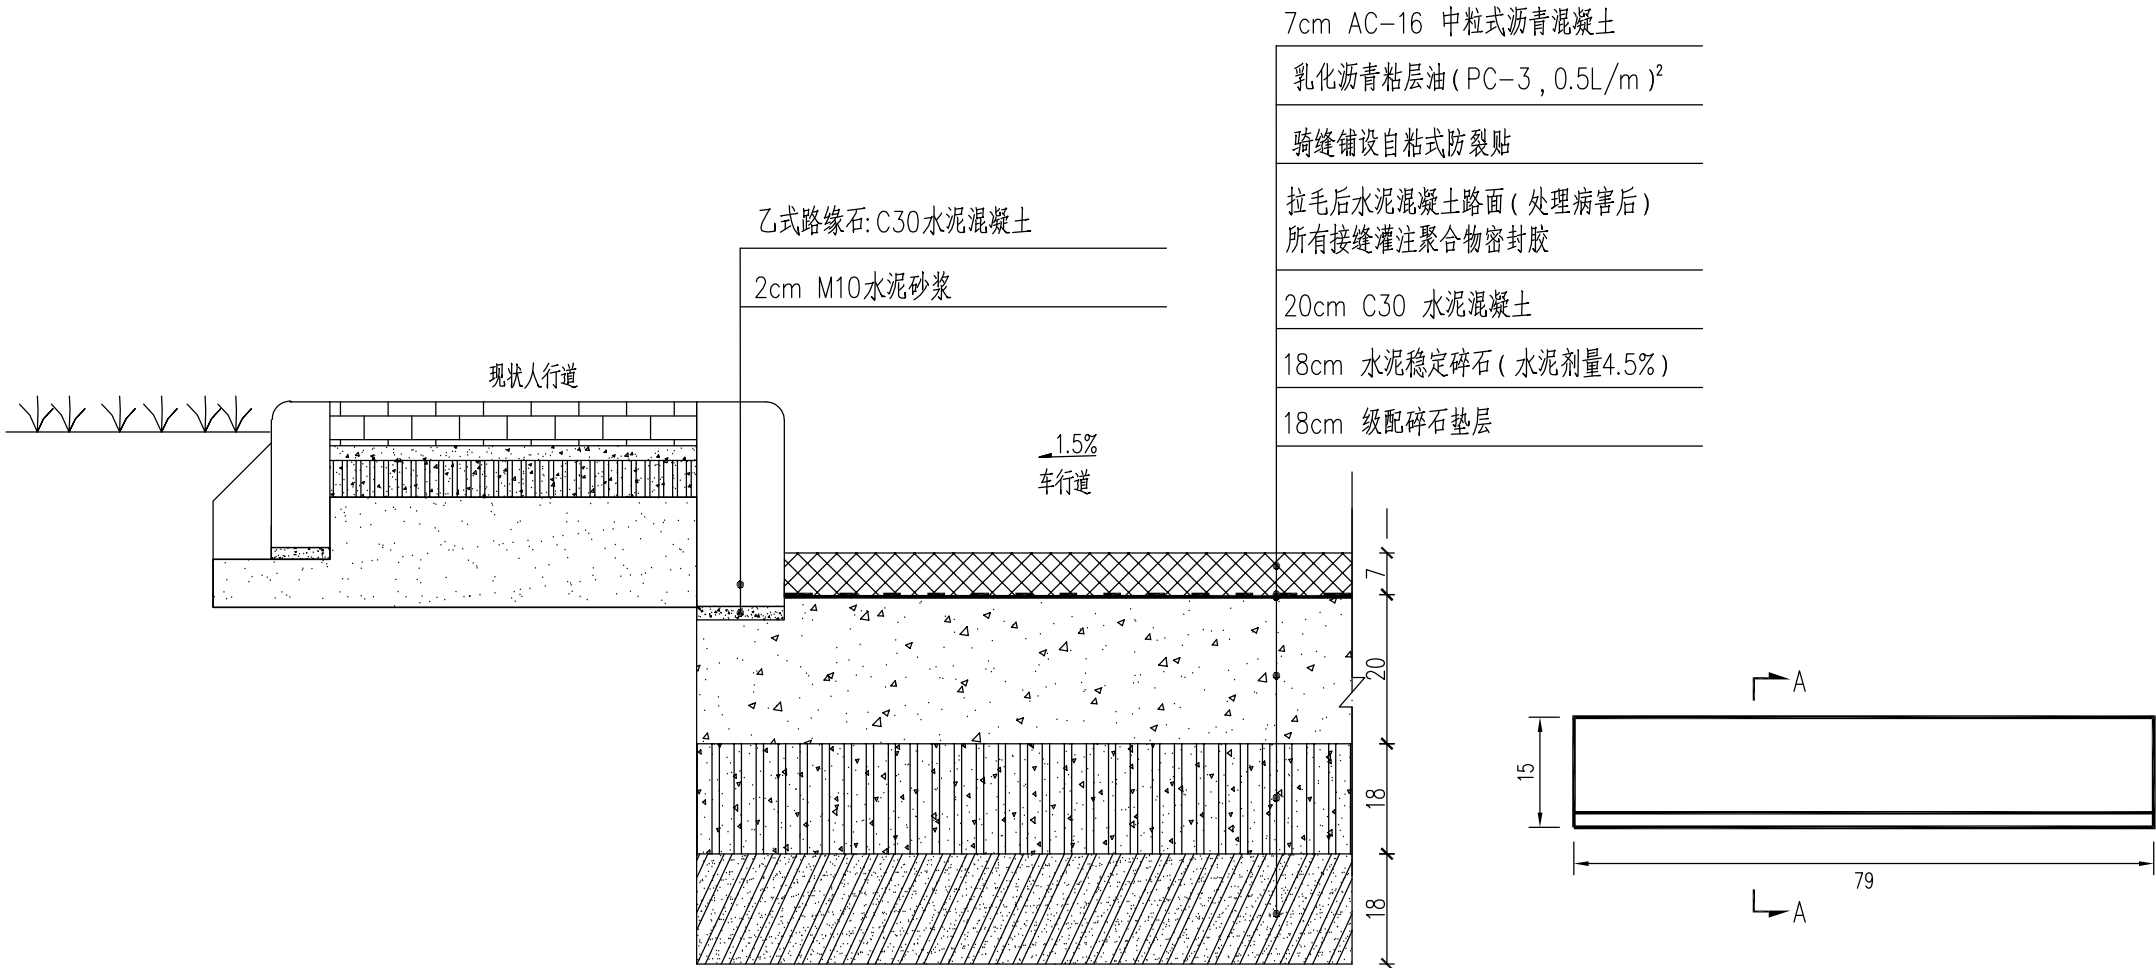 7cm AC-16 中粒式沥青混凝土
乳化沥青粘层油(PC-3,0.5L/m)²
骑缝铺设自粘式防裂贴
拉毛后水泥混凝土路面(处理病害后)
所有接缝灌注聚合物密封胶
20cm C30 水泥混凝土
18cm 水泥稳定碎石(水泥剂量4.5%)
18cm 级配碎石垫层
乙式路缘石:C30水泥混凝土
2cm M10水泥砂浆
现状人行道
1.5%
车行道
7
20
18
18
A
15
79
A